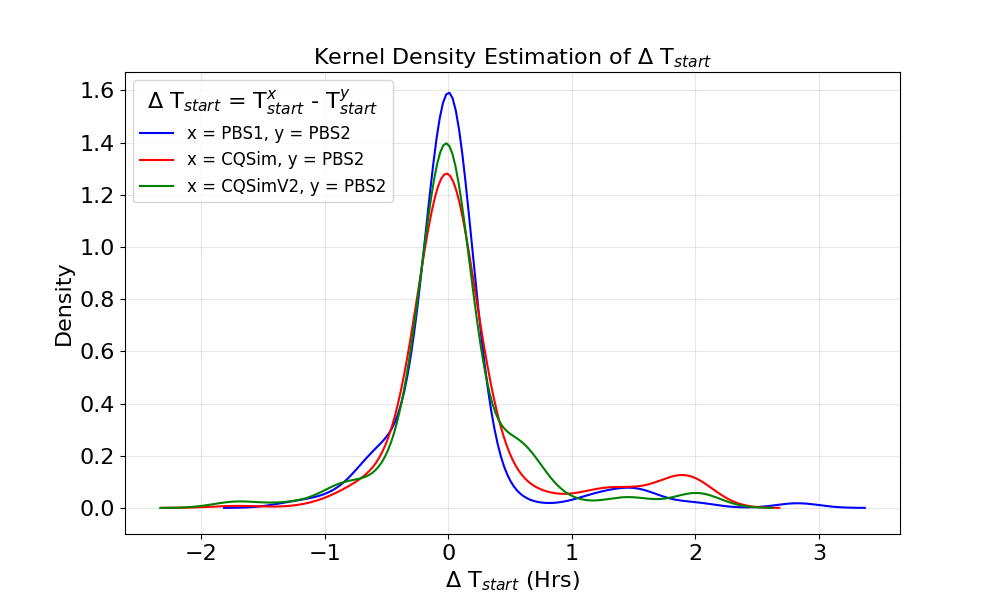 Kernel Density Estimation of Δ T_start
Δ T_start = T^x_start - T^y_start
x = PBS1, y = PBS2
x = CQSim, y = PBS2
x = CQSimV2, y = PBS2
Density
1.6
1.4
1.2
1.0
0.8
0.6
0.4
0.2
0.0
−2 −1 0 1 2 3
Δ T_start (Hrs)